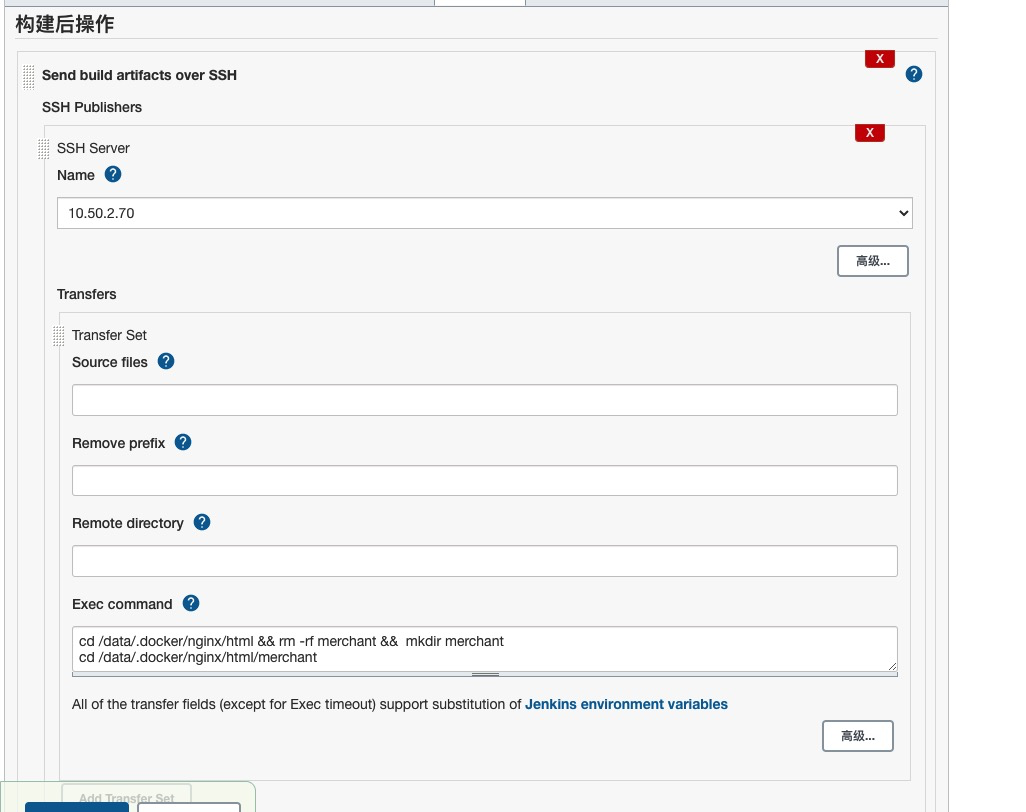 构建后操作
X
Send build artifacts over SSH
?
SSH Publishers
X
SSH Server
Name ?
10.50.2.70
高级...
Transfers
Transfer Set
Source files ?
Remove prefix ?
Remote directory ?
Exec command ?
cd /data/.docker/nginx/html && rm -rf merchant &&  mkdir merchant
cd /data/.docker/nginx/html/merchant
All of the transfer fields (except for Exec timeout) support substitution of Jenkins environment variables
高级...
Add Transfer Set